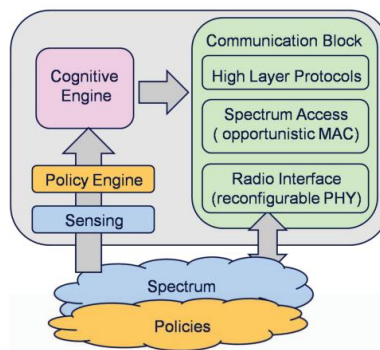 Communication Block
Cognitive
Engine
High Layer Protocols
Spectrum Access
( opportunistic MAC)
Policy Engine
Radio Interface
(reconfigurable PHY)
Sensing
Spectrum
Policies